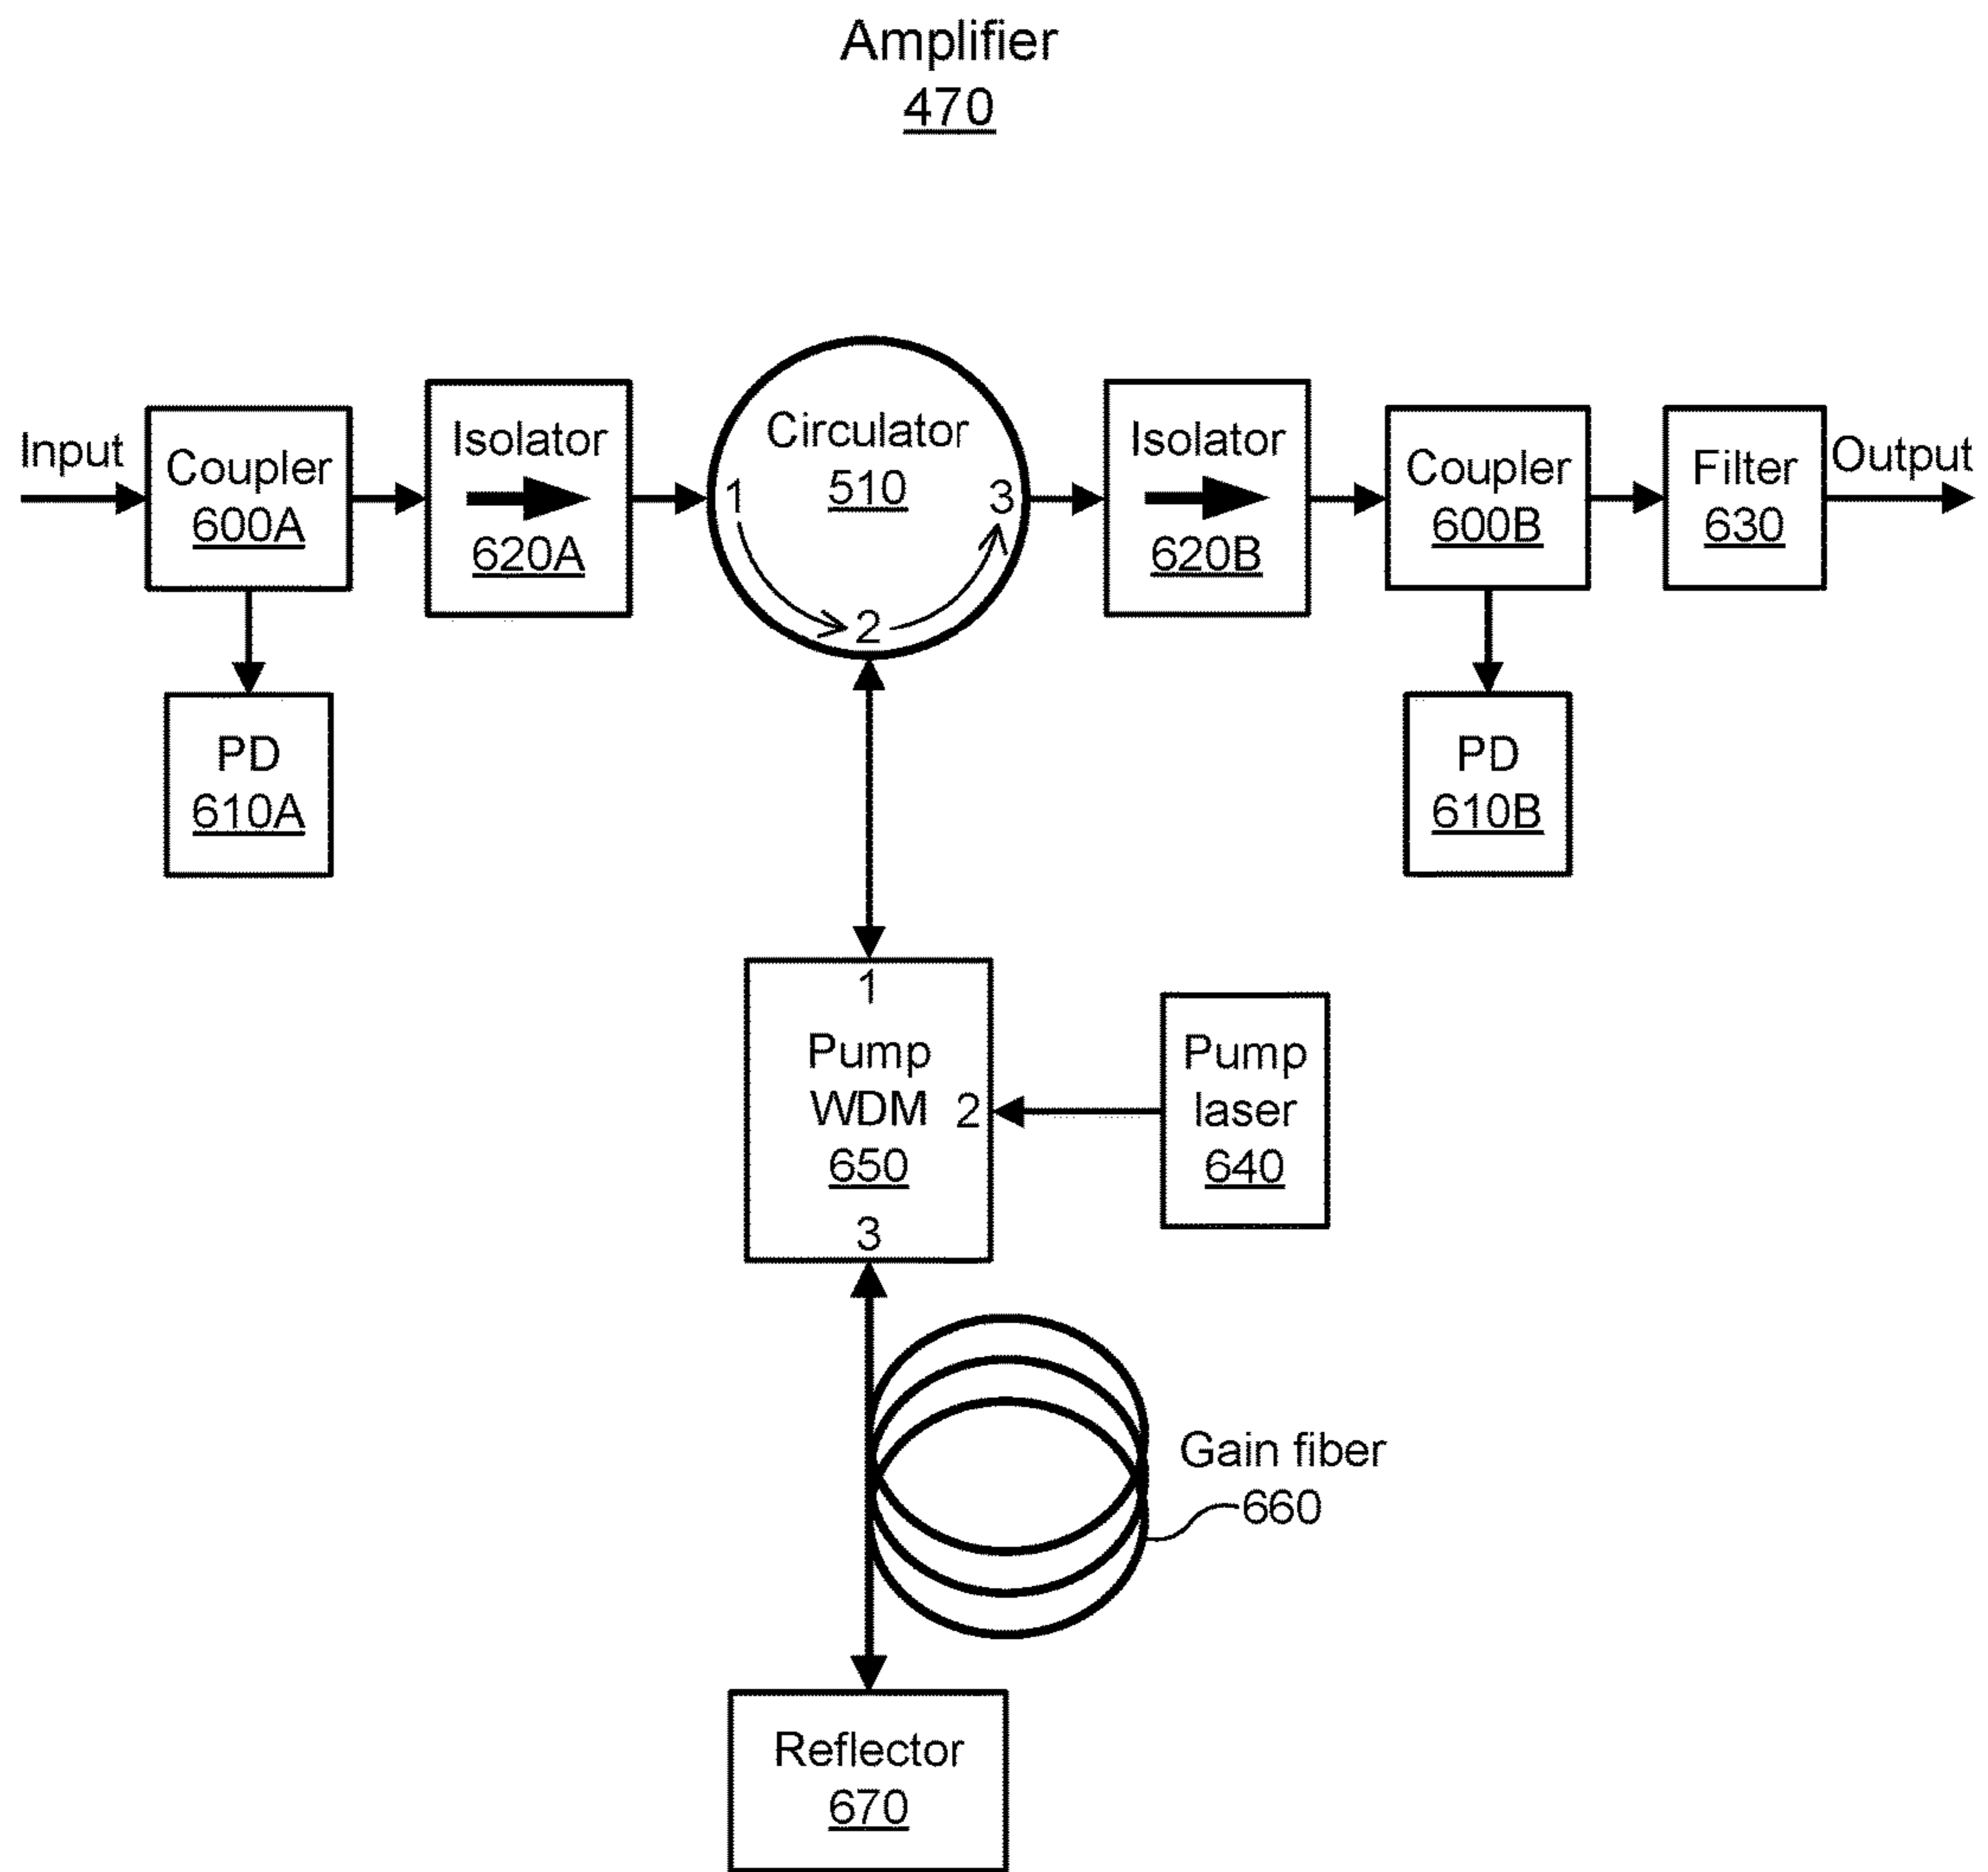 Amplifier
470
Input
Coupler
600A
Isolator
620A
Circulator
510
1
2
3
Isolator
620B
Coupler
600B
Filter
630
Output
PD
610A
PD
610B
1
Pump
WDM
650
2
3
Pump
laser
640
Gain fiber
660
Reflector
670